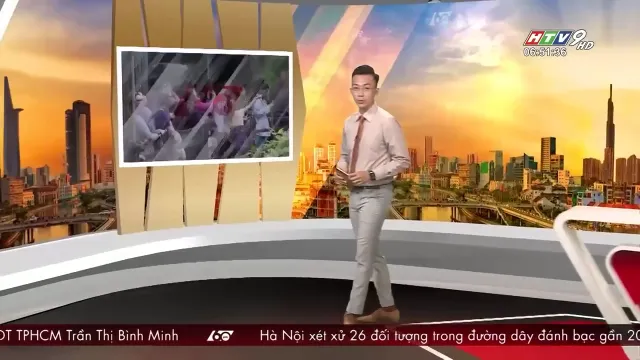 HTV9 HD
06:51:36
ĐT TPHCM Trần Thị Bình Minh 60 Hà Nội xét xử 26 đối tượng trong đường dây đánh bạc gần 20